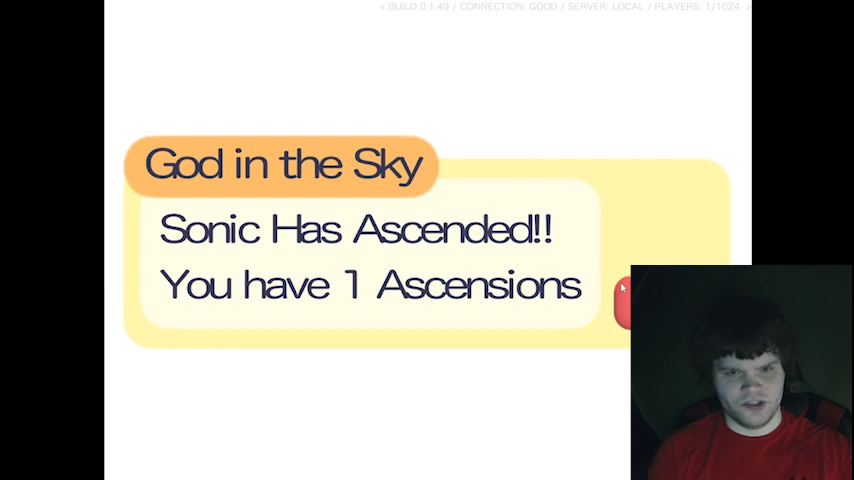 < BUILD 0.1.49 / CONNECTION: GOOD / SERVER: LOCAL / PLAYERS: 1/1024 >
God in the Sky
Sonic Has Ascended!!
You have 1 Ascensions